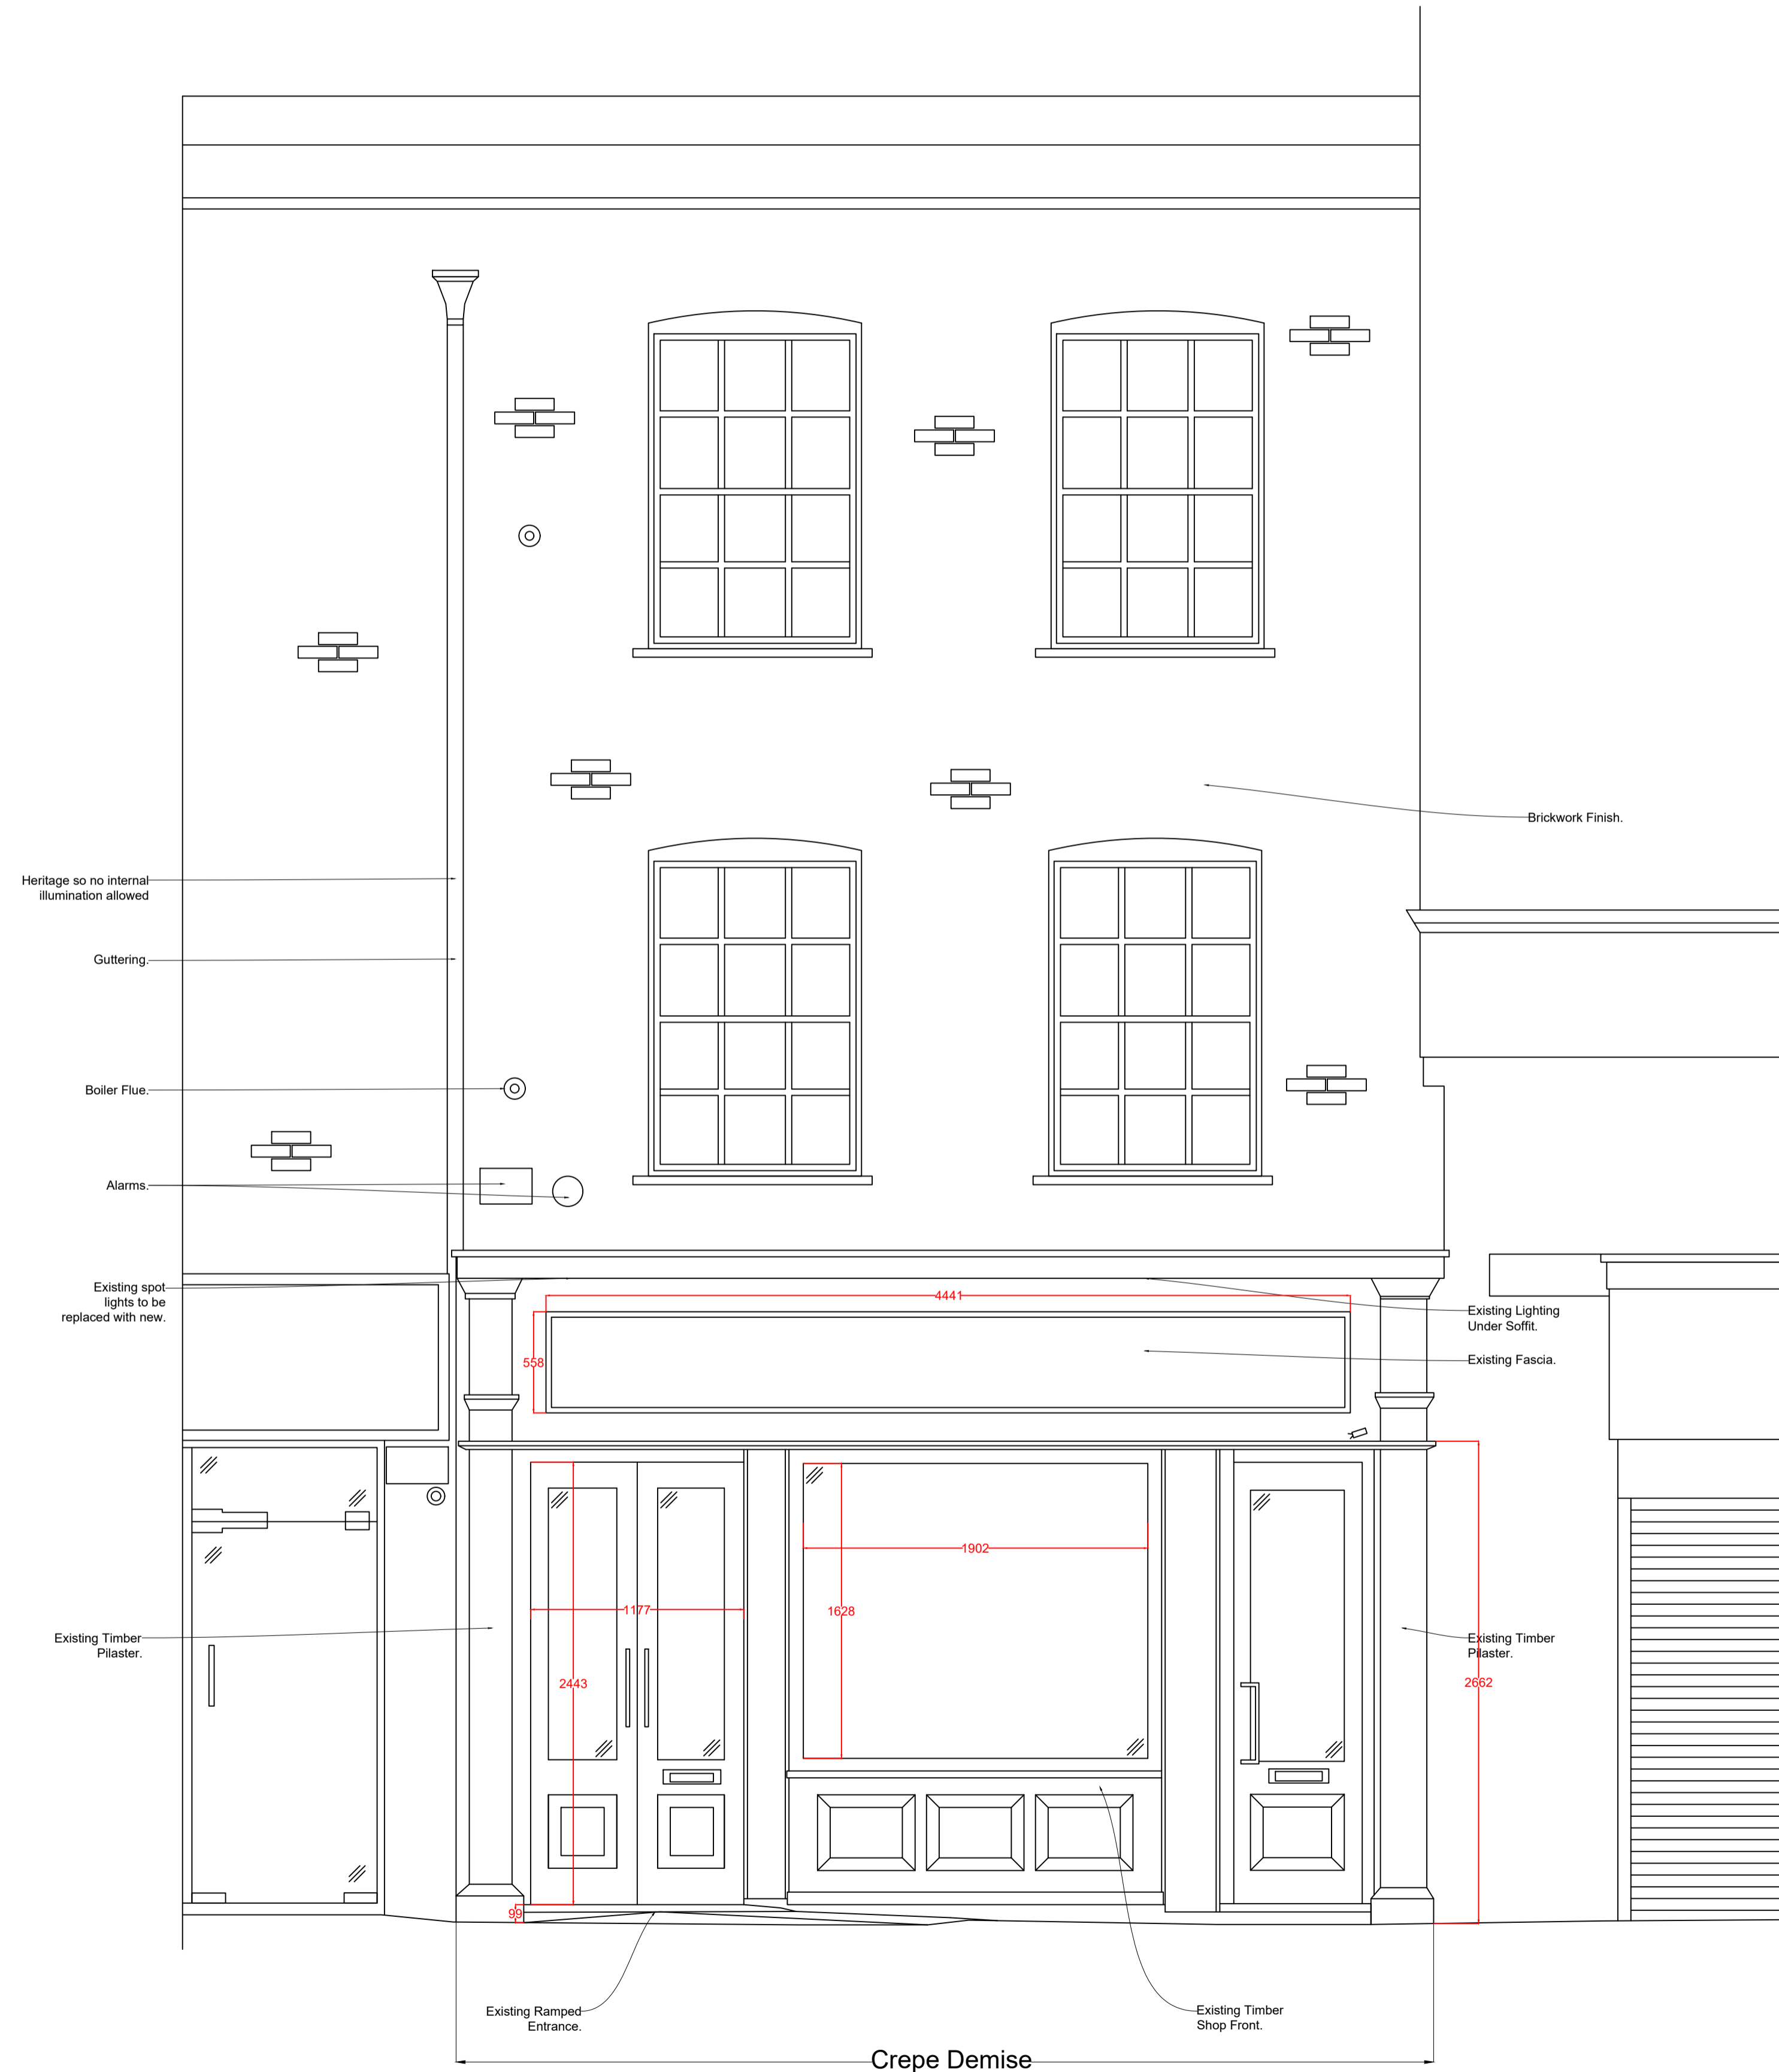 Brickwork Finish.
Heritage so no internal
illumination allowed
Guttering.
Boiler Flue.
Alarms.
Existing spot
lights to be
replaced with new.
4441
Existing Lighting
Under Soffit.
558
Existing Fascia.
1902
1177
1628
Existing Timber
Pilaster.
Existing Timber
Pilaster.
2443
2662
99
Existing Ramped
Entrance.
Existing Timber
Shop Front.
Crepe Demise